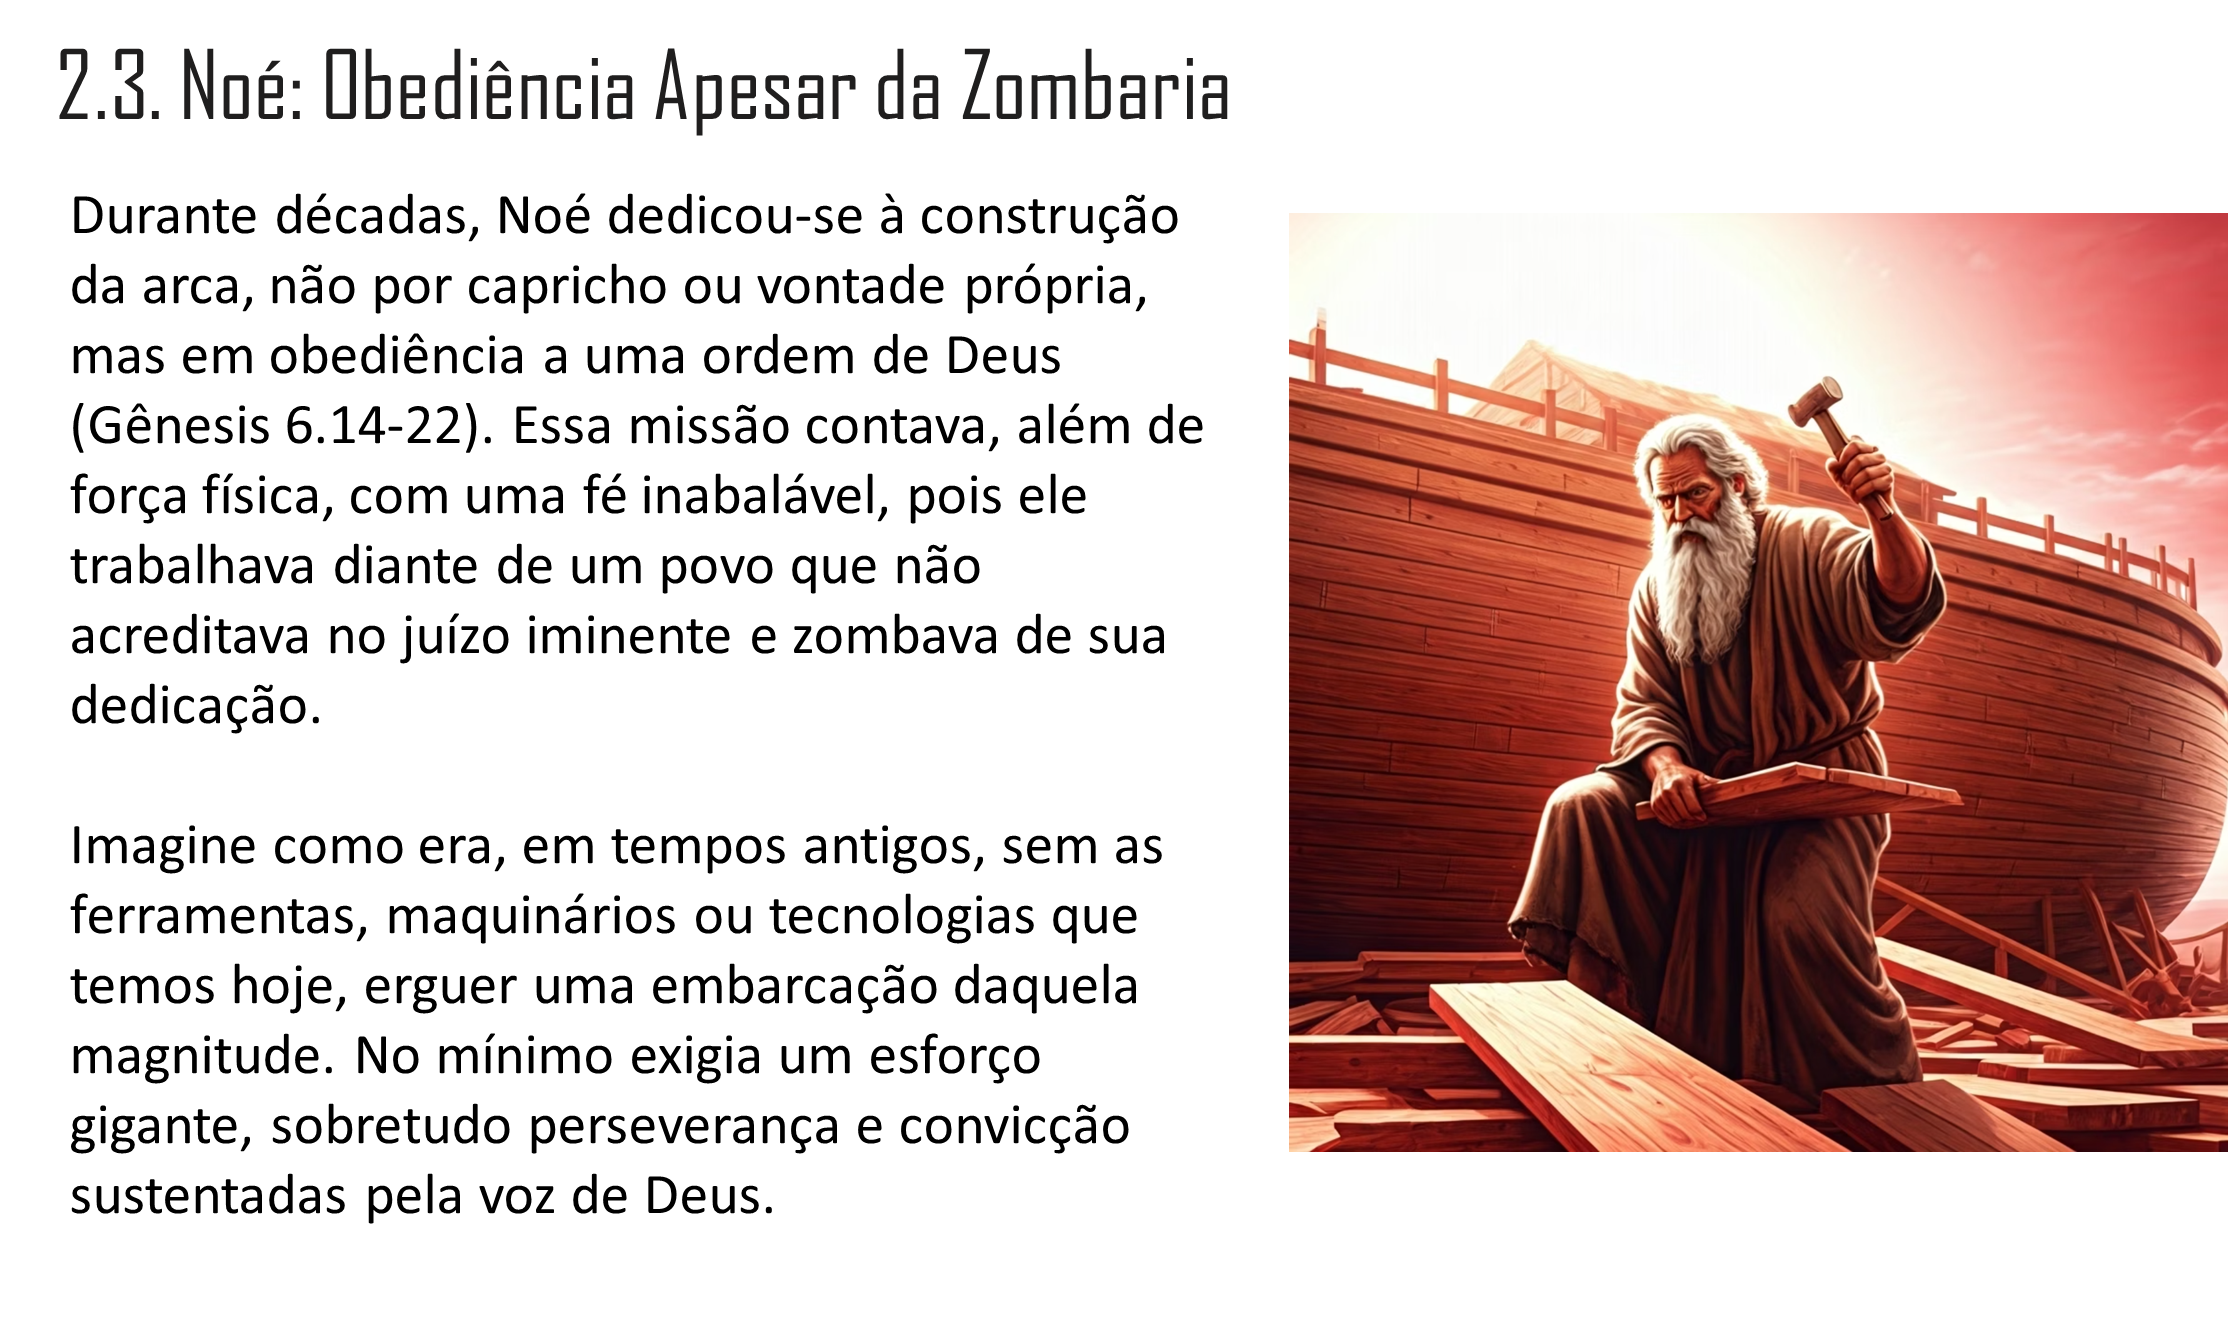 2.3. Noé: Obediência Apesar da Zombaria
Durante décadas, Noé dedicou-se à construção
da arca, não por capricho ou vontade própria,
mas em obediência a uma ordem de Deus
(Gênesis 6.14-22). Essa missão contava, além de
força física, com uma fé inabalável, pois ele
trabalhava diante de um povo que não
acreditava no juízo iminente e zombava de sua
dedicação.
Imagine como era, em tempos antigos, sem as
ferramentas, maquinários ou tecnologias que
temos hoje, erguer uma embarcação daquela
magnitude. No mínimo exigia um esforço
gigante, sobretudo perseverança e convicção
sustentadas pela voz de Deus.